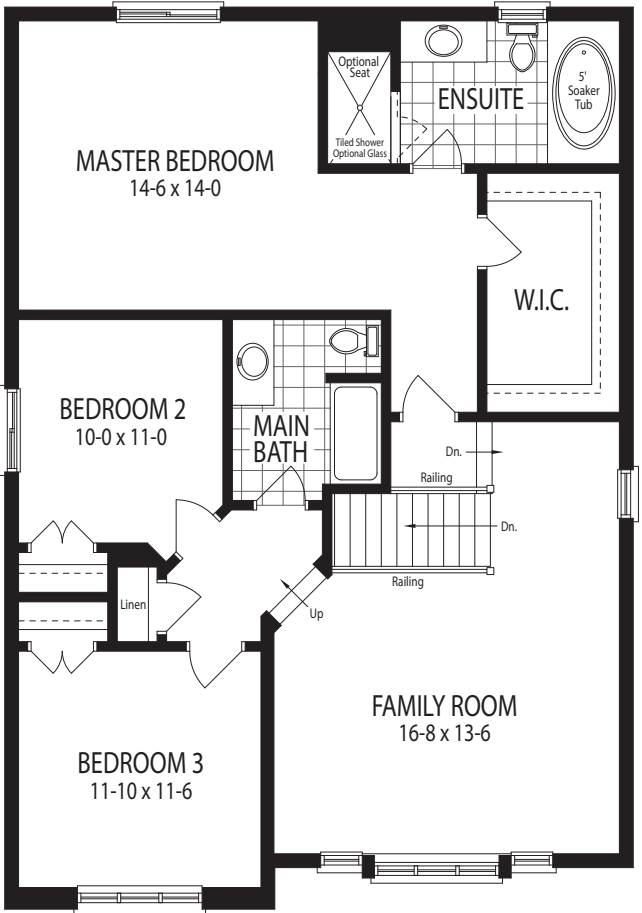 Optional
Seat
Tiled Shower
Optional Glass
ENSUITE
5'
Soaker
Tub
MASTER BEDROOM
14-6 x 14-0
W.I.C.
BEDROOM 2
10-0 x 11-0
MAIN
BATH
Dn.
Railing
Dn.
Railing
Linen
Up
FAMILY ROOM
16-8 x 13-6
BEDROOM 3
11-10 x 11-6